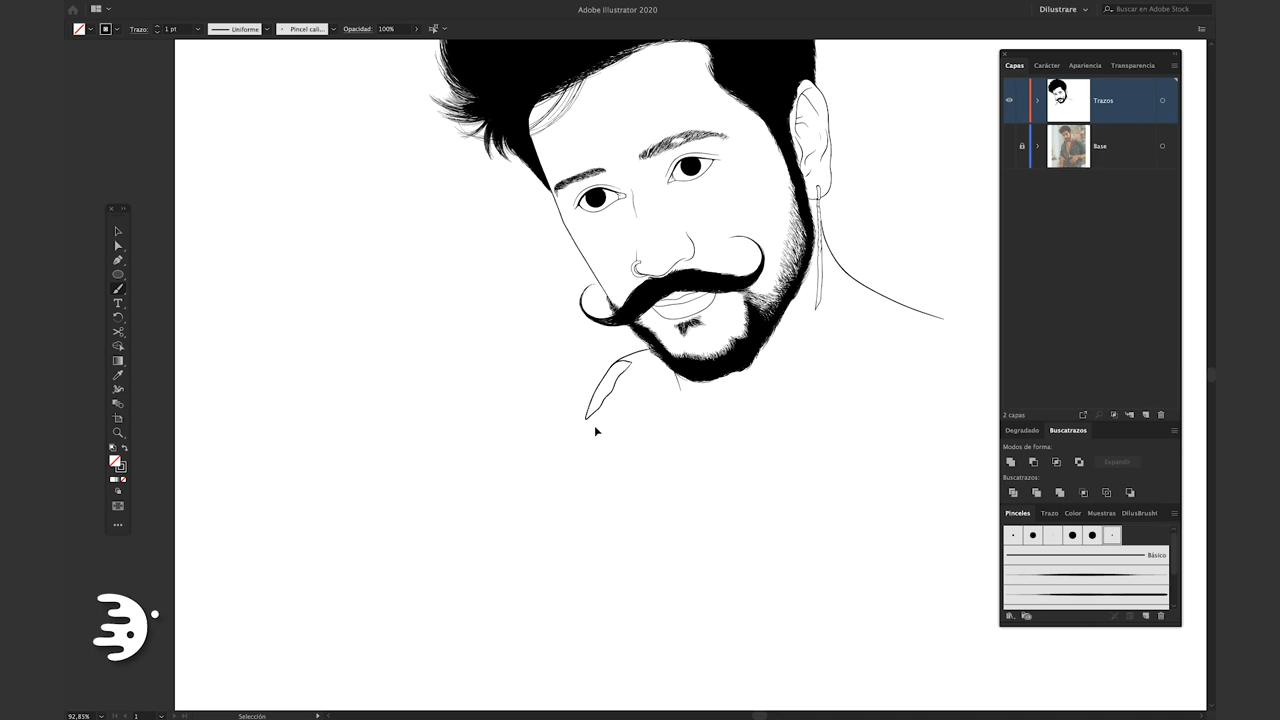 Adobe Illustrator 2020
Dilustrare
Buscar en Adobe Stock
Trazo: 1 pt Uniforme Pincel cali... Opacidad: 100%
Capas Carácter Apariencia Transparencia
Trazos
Base
2 capas
Degradado Buscatrazos
Modos de forma:
Expandir
Buscatrazos:
Pinceles Trazo Color Muestras DilusBrush
Básico
92,85% 1 Selección